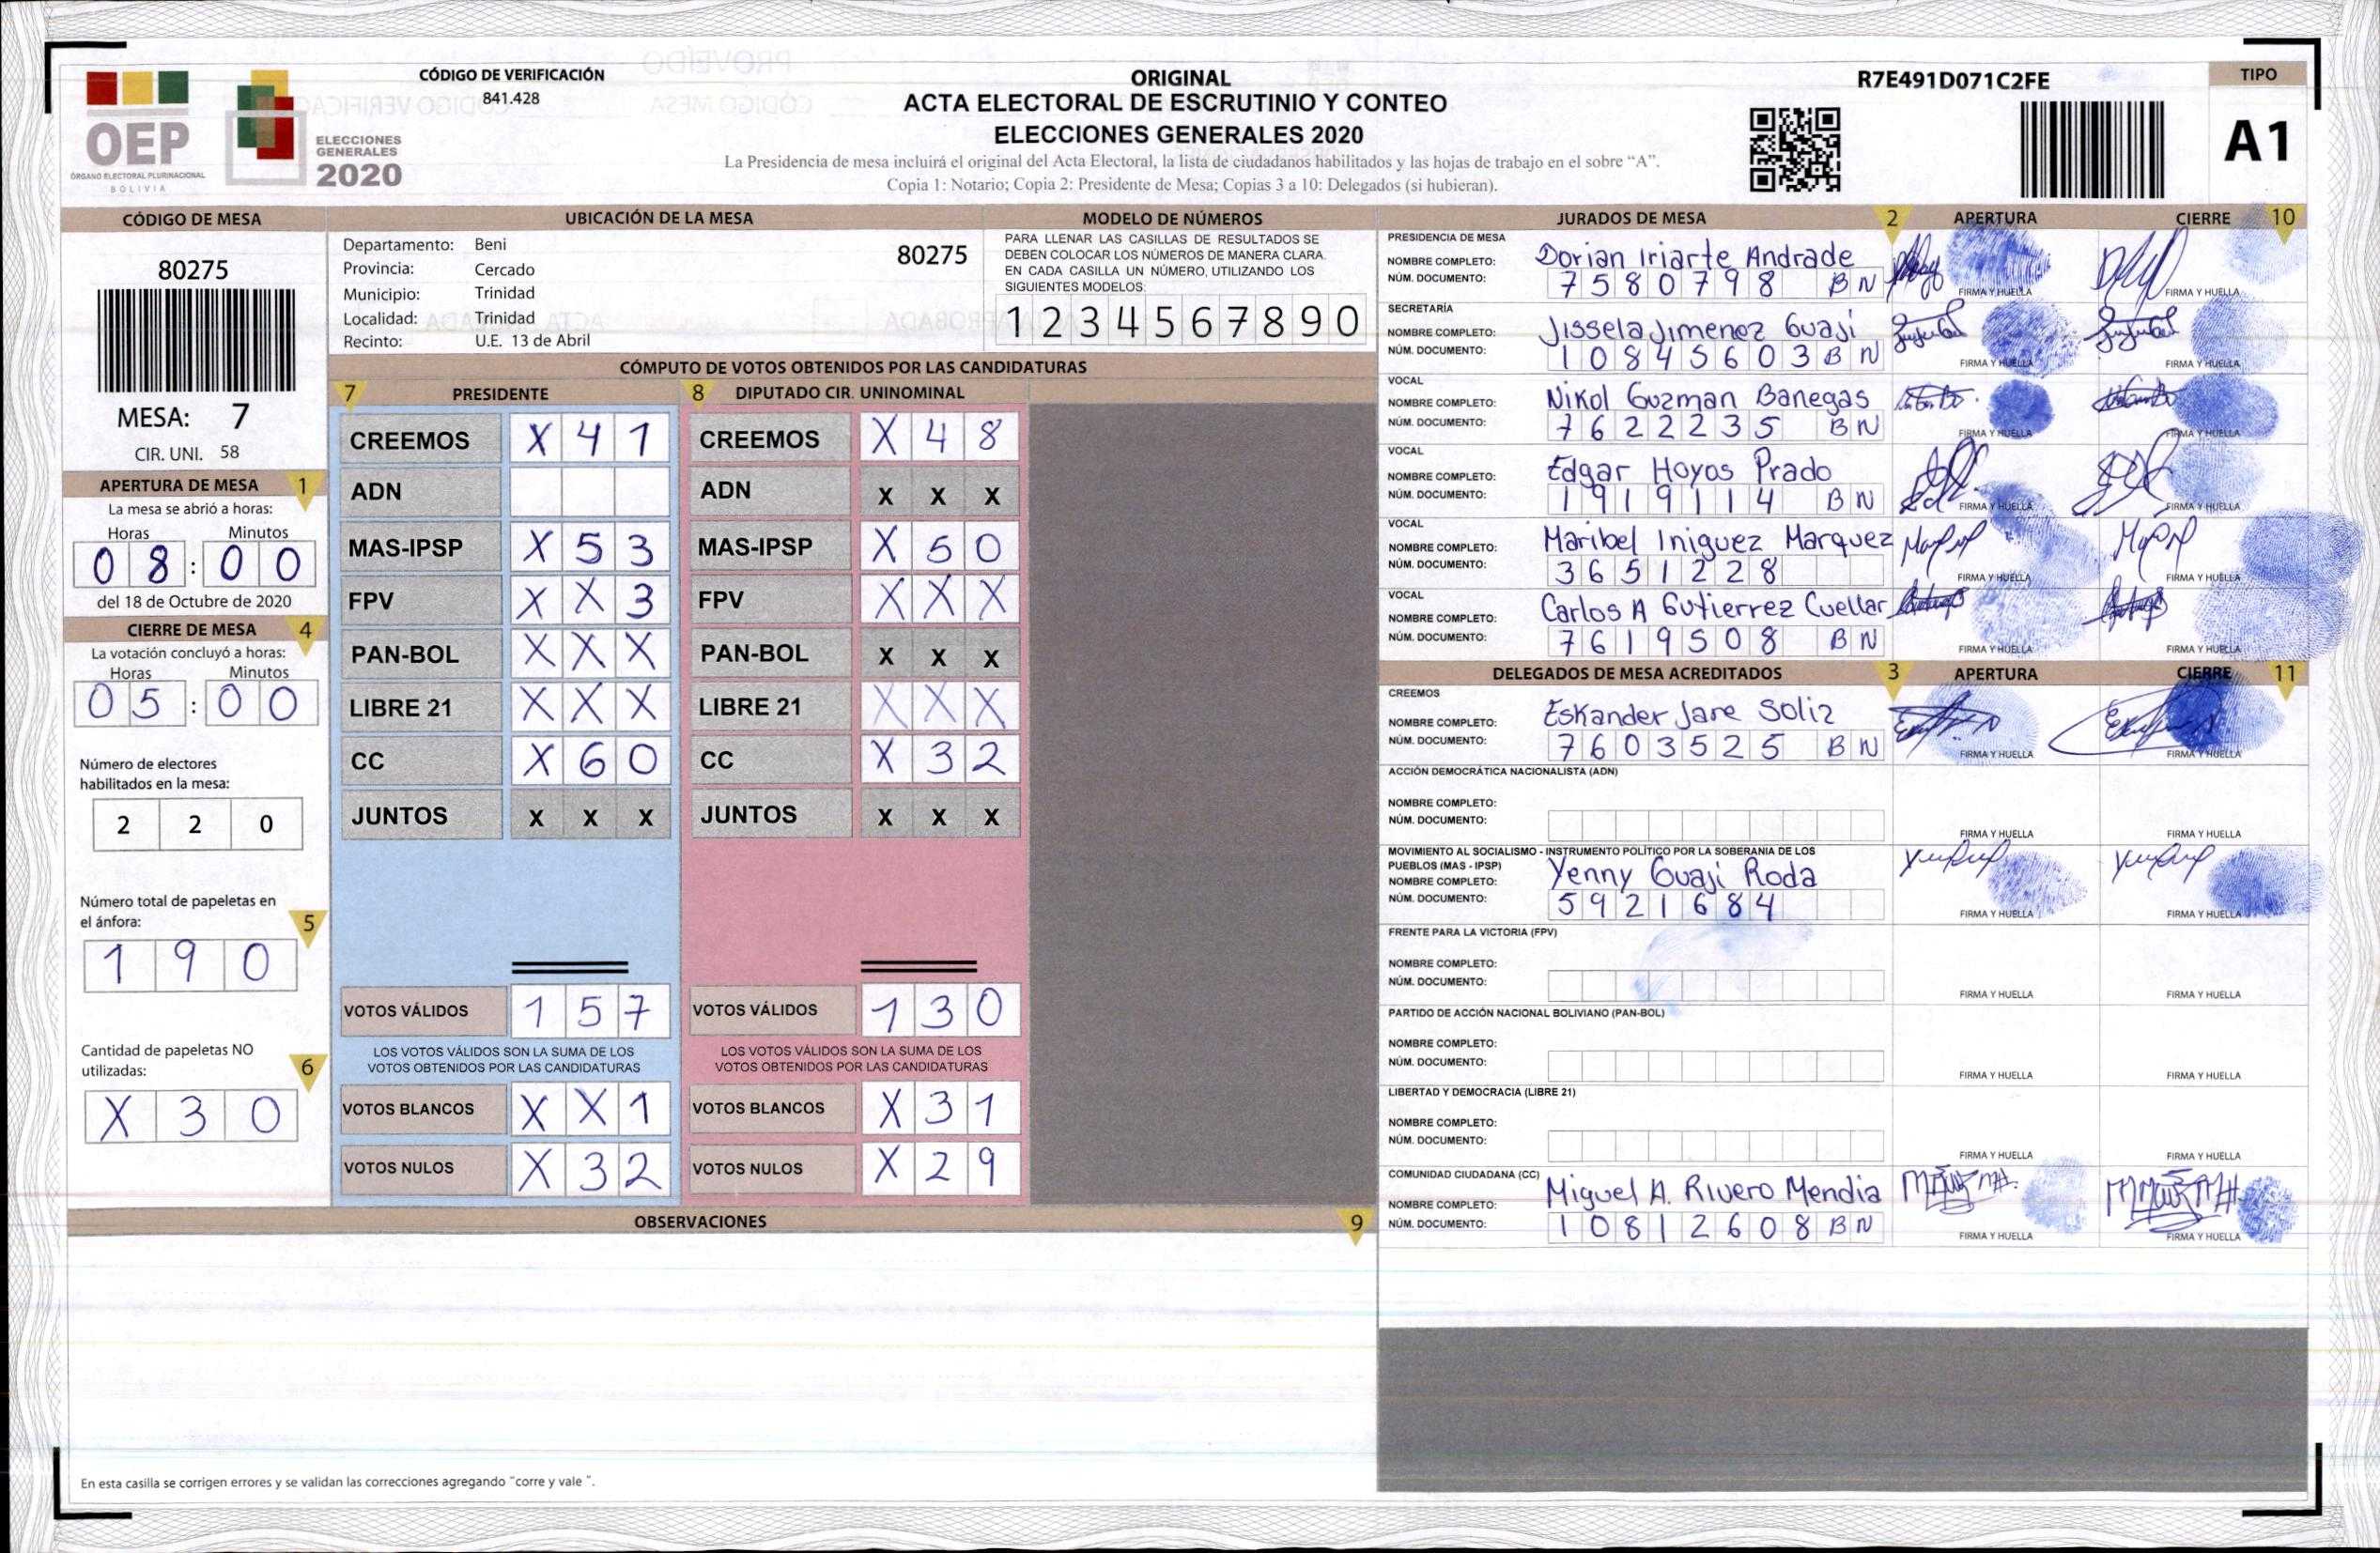 CÓDIGO DE VERIFICACIÓN
841.428
OEP
ÓRGANO ELECTORAL PLURINACIONAL
BOLIVIA
ELECCIONES
GENERALES
2020
ORIGINAL
ACTA ELECTORAL DE ESCRUTINIO Y CONTEO
ELECCIONES GENERALES 2020
La Presidencia de mesa incluirá el original del Acta Electoral, la lista de ciudadanos habilitados y las hojas de trabajo en el sobre “A”.
Copia 1: Notario; Copia 2: Presidente de Mesa; Copias 3 a 10: Delegados (si hubieran).
R7E491D071C2FE
TIPO
A1
CÓDIGO DE MESA
80275
MESA: 7
CIR. UNI. 58
APERTURA DE MESA 1
La mesa se abrió a horas:
Horas Minutos
0 8 : 0 0
del 18 de Octubre de 2020
CIERRE DE MESA 4
La votación concluyó a horas:
Horas Minutos
0 5 : 0 0
Número de electores
habilitados en la mesa:
2 2 0
Número total de papeletas en
el ánfora: 5
1 9 0
Cantidad de papeletas NO
utilizadas: 6
X 3 0
UBICACIÓN DE LA MESA
Departamento: Beni 80275
Provincia: Cercado
Municipio: Trinidad
Localidad: Trinidad
Recinto: U.E. 13 de Abril
MODELO DE NÚMEROS
PARA LLENAR LAS CASILLAS DE RESULTADOS SE
DEBEN COLOCAR LOS NÚMEROS DE MANERA CLARA.
EN CADA CASILLA UN NÚMERO, UTILIZANDO LOS
SIGUIENTES MODELOS:
1 2 3 4 5 6 7 8 9 0
CÓMPUTO DE VOTOS OBTENIDOS POR LAS CANDIDATURAS
7 PRESIDENTE
CREEMOS X 4 1
ADN
MAS-IPSP X 5 3
FPV X X 3
PAN-BOL X X X
LIBRE 21 X X X
CC X 6 0
JUNTOS X X X
VOTOS VÁLIDOS 1 5 7
LOS VOTOS VÁLIDOS SON LA SUMA DE LOS
VOTOS OBTENIDOS POR LAS CANDIDATURAS
VOTOS BLANCOS X X 1
VOTOS NULOS X 3 2
8 DIPUTADO CIR. UNINOMINAL
CREEMOS X 4 8
ADN X X X
MAS-IPSP X 5 0
FPV X X X
PAN-BOL X X X
LIBRE 21 X X X
CC X 3 2
JUNTOS X X X
VOTOS VÁLIDOS 1 3 0
LOS VOTOS VÁLIDOS SON LA SUMA DE LOS
VOTOS OBTENIDOS POR LAS CANDIDATURAS
VOTOS BLANCOS X 3 1
VOTOS NULOS X 2 9
OBSERVACIONES 9
En esta casilla se corrigen errores y se validan las correcciones agregando "corre y vale ".
JURADOS DE MESA 2 APERTURA CIERRE 10
PRESIDENCIA DE MESA
NOMBRE COMPLETO: Dorian Iriarte Andrade
NÚM. DOCUMENTO: 7580798 BN
FIRMA Y HUELLA FIRMA Y HUELLA
SECRETARÍA
NOMBRE COMPLETO: Jissela Jimenez Guaji
NÚM. DOCUMENTO: 10845603BN
FIRMA Y HUELLA FIRMA Y HUELLA
VOCAL
NOMBRE COMPLETO: Nikol Guzman Banegas
NÚM. DOCUMENTO: 7622235 BN
FIRMA Y HUELLA FIRMA Y HUELLA
VOCAL
NOMBRE COMPLETO: Edgar Hoyos Prado
NÚM. DOCUMENTO: 1919114 BN
FIRMA Y HUELLA FIRMA Y HUELLA
VOCAL
NOMBRE COMPLETO: Maribel Iniguez Marquez
NÚM. DOCUMENTO: 3651228
FIRMA Y HUELLA FIRMA Y HUELLA
VOCAL
NOMBRE COMPLETO: Carlos A Gutierrez Cuellar
NÚM. DOCUMENTO: 7619508 BN
FIRMA Y HUELLA FIRMA Y HUELLA
DELEGADOS DE MESA ACREDITADOS 3 APERTURA CIERRE 11
CREEMOS
NOMBRE COMPLETO: Eskander Jare Soliz
NÚM. DOCUMENTO: 7603525 BN
FIRMA Y HUELLA FIRMA Y HUELLA
ACCIÓN DEMOCRÁTICA NACIONALISTA (ADN)
NOMBRE COMPLETO:
NÚM. DOCUMENTO:
FIRMA Y HUELLA FIRMA Y HUELLA
MOVIMIENTO AL SOCIALISMO - INSTRUMENTO POLÍTICO POR LA SOBERANIA DE LOS
PUEBLOS (MAS - IPSP)
NOMBRE COMPLETO: Yenny Guaji Roda
NÚM. DOCUMENTO: 5921684
FIRMA Y HUELLA FIRMA Y HUELLA
FRENTE PARA LA VICTORIA (FPV)
NOMBRE COMPLETO:
NÚM. DOCUMENTO:
FIRMA Y HUELLA FIRMA Y HUELLA
PARTIDO DE ACCIÓN NACIONAL BOLIVIANO (PAN-BOL)
NOMBRE COMPLETO:
NÚM. DOCUMENTO:
FIRMA Y HUELLA FIRMA Y HUELLA
LIBERTAD Y DEMOCRACIA (LIBRE 21)
NOMBRE COMPLETO:
NÚM. DOCUMENTO:
FIRMA Y HUELLA FIRMA Y HUELLA
COMUNIDAD CIUDADANA (CC)
NOMBRE COMPLETO: Miguel A. Rivero Mendia
NÚM. DOCUMENTO: 10812608BN
FIRMA Y HUELLA FIRMA Y HUELLA